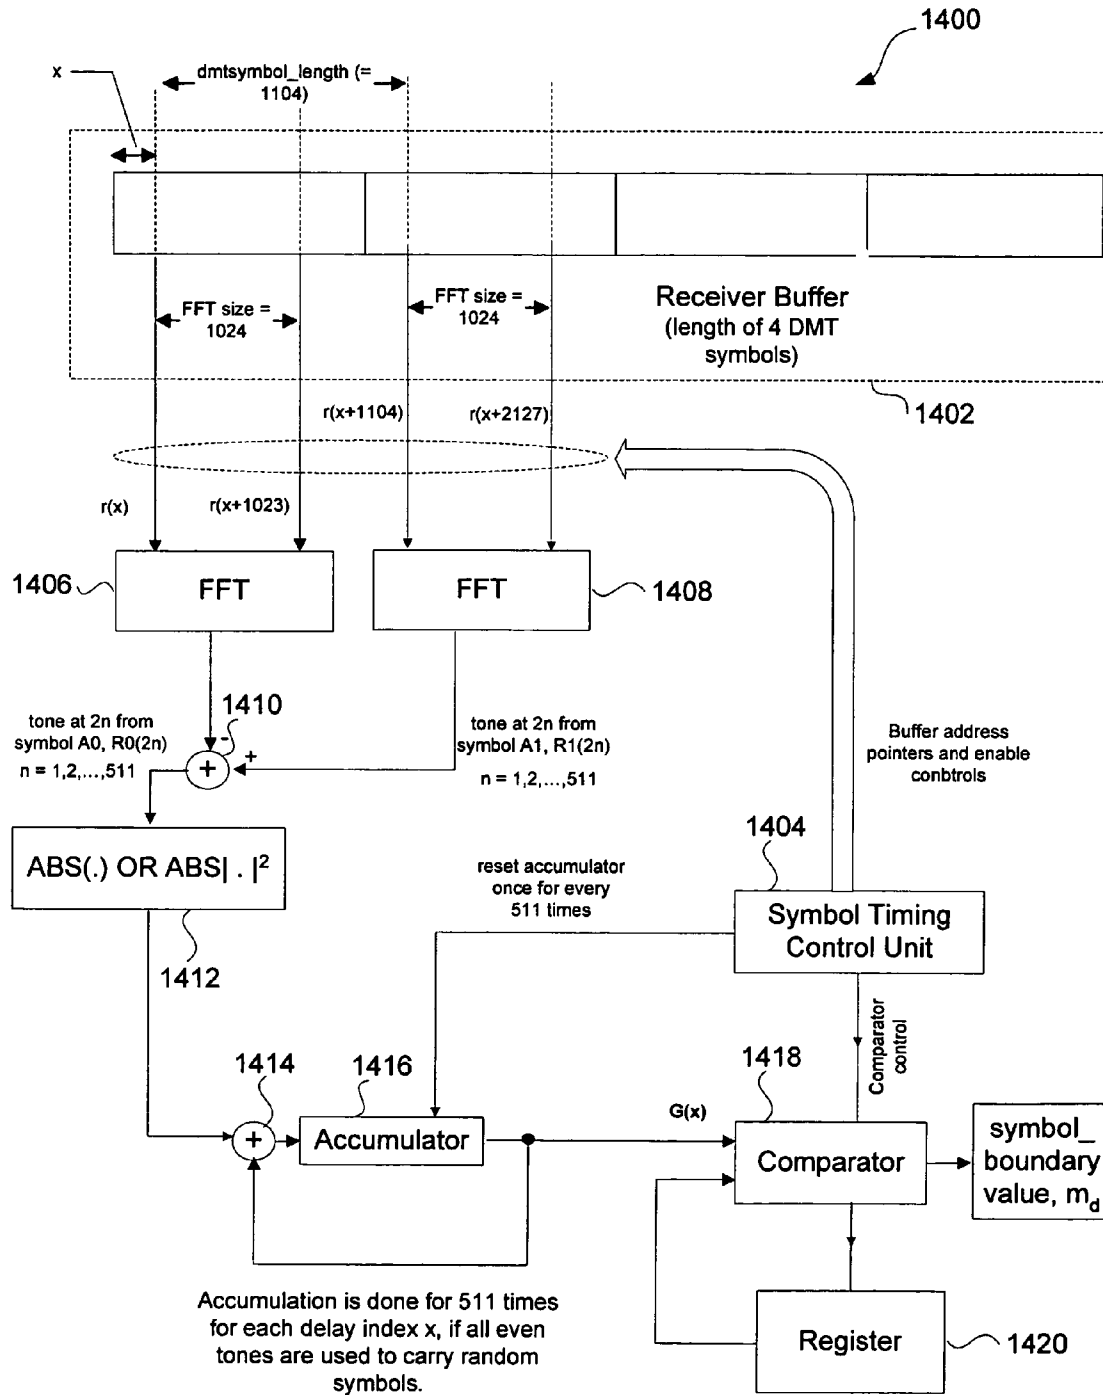 1400
x
dmtsymbol_length (=
1104)
FFT size =
1024
FFT size =
1024
Receiver Buffer
(length of 4 DMT
symbols)
1402
r(x+1104)
r(x+2127)
r(x)
r(x+1023)
1406
FFT
FFT
1408
1410
tone at 2n from
symbol A0, R0(2n)
n = 1,2,...,511
-
+
+
tone at 2n from
symbol A1, R1(2n)
n = 1,2,...,511
Buffer address
pointers and enable
conbtrols
ABS(.) OR ABS| . |²
1412
reset accumulator
once for every
511 times
1404
Symbol Timing
Control Unit
Comparator
control
1414
+
1416
Accumulator
G(x)
1418
Comparator
symbol_
boundary
value, m_d
Accumulation is done for 511 times
for each delay index x, if all even
tones are used to carry random
symbols.
Register
1420